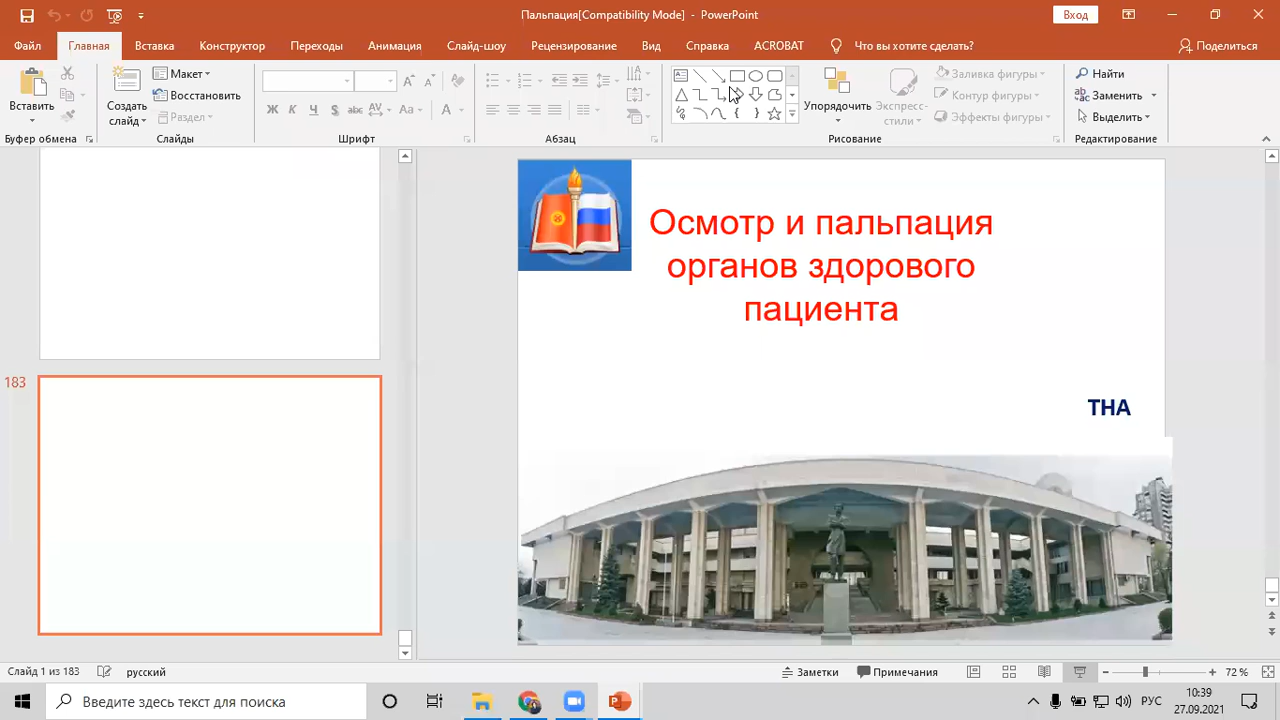 Пальпация[Compatibility Mode] - PowerPoint
Вход
Файл Главная Вставка Конструктор Переходы Анимация Слайд-шоу Рецензирование Вид Справка ACROBAT Что вы хотите сделать? Поделиться
Вставить
Создать слайд
Макет
Восстановить
Раздел
Упорядочить
Экспресс-стили
Заливка фигуры
Контур фигуры
Эффекты фигуры
Найти
Заменить
Выделить
Буфер обмена Слайды Шрифт Абзац Рисование Редактирование
183
Осмотр и пальпация
органов здорового
пациента
ТНА
Слайд 1 из 183 русский Заметки Примечания 72 %
Введите здесь текст для поиска
РУС
10:39
27.09.2021